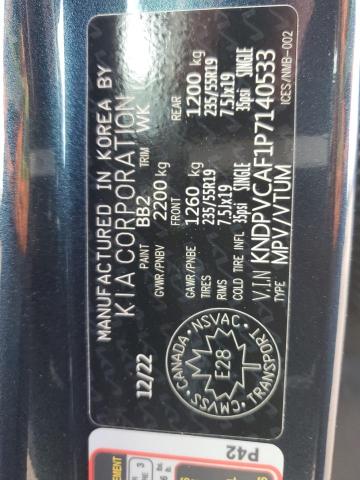 MANUFACTURED IN KOREA BY
KIA CORPORATION
12/22
PAINT BB2 TRIM WK
GVWR/PNBV 2200 kg
FRONT REAR
GAWR/PNBE 1260 kg 1200 kg
TIRES 235/55R19 235/55R19
RIMS 7.5Jx19 7.5Jx19
COLD TIRE INFL 35psi SINGLE 35psi SINGLE
VIN KNDPVCAF1P7140533
TYPE MPV/VTUM
ICES/NMB-002
CANADA NSVAC
E28
CMVSS TRANSPORT
P42